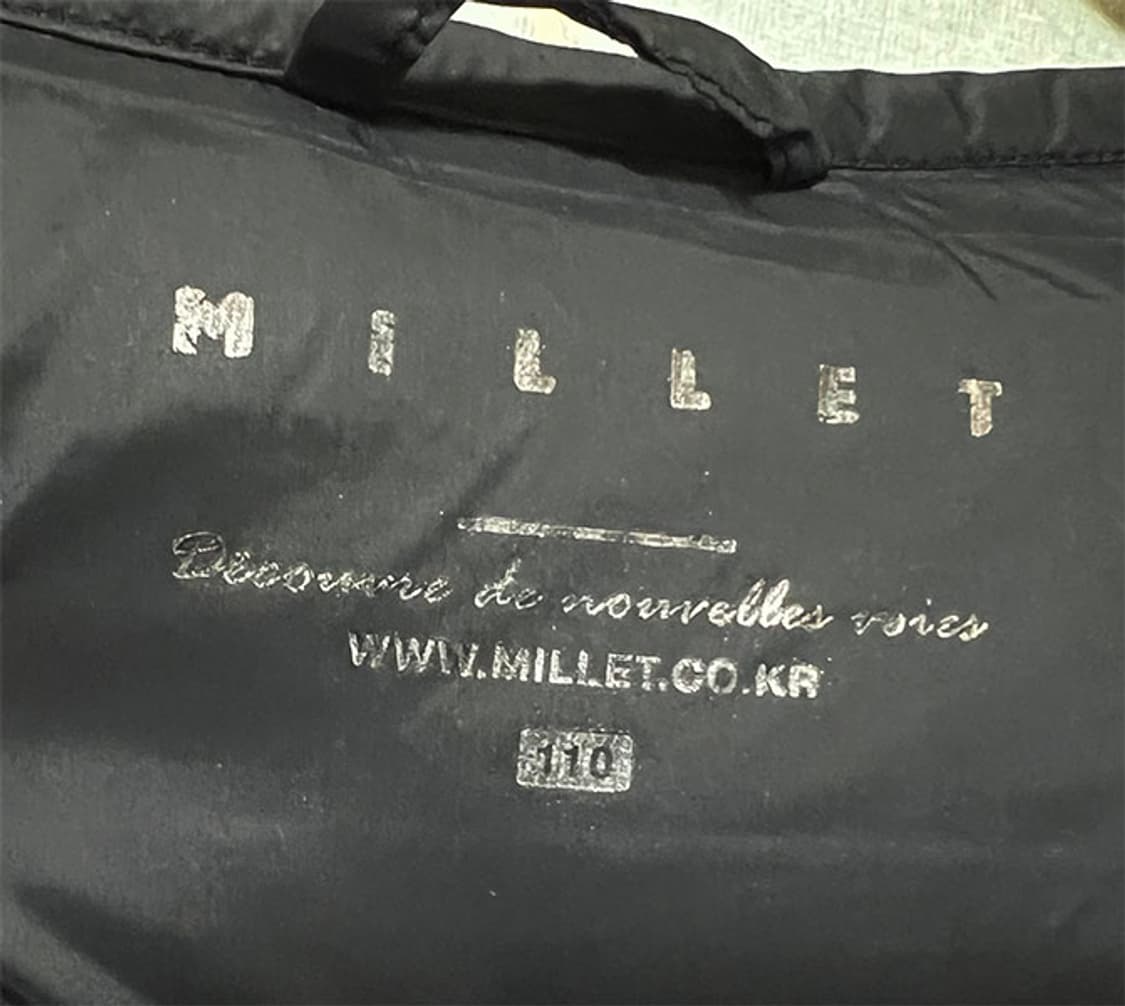 MILLET
Découvre de nouvelles voies
WWW.MILLET.CO.KR
110